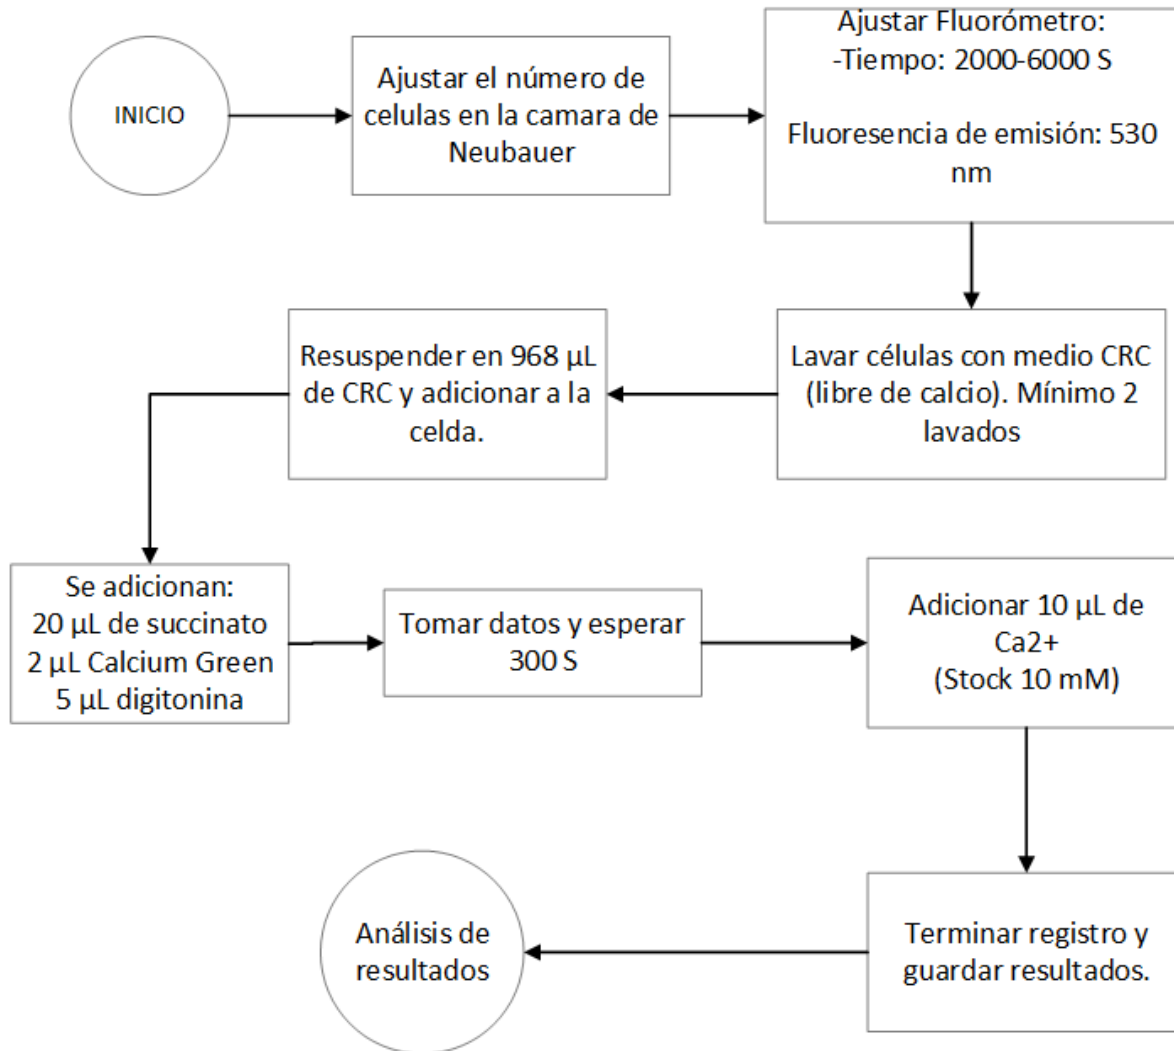 INICIO
Ajustar el número de
celulas en la camara de
Neubauer
Ajustar Fluorómetro:
-Tiempo: 2000-6000 S
Fluoresencia de emisión: 530
nm
Lavar células con medio CRC
(libre de calcio). Mínimo 2
lavados
Resuspender en 968 µL
de CRC y adicionar a la
celda.
Se adicionan:
20 µL de succinato
2 µL Calcium Green
5 µL digitonina
Tomar datos y esperar
300 S
Adicionar 10 µL de
Ca2+
(Stock 10 mM)
Terminar registro y
guardar resultados.
Análisis de
resultados